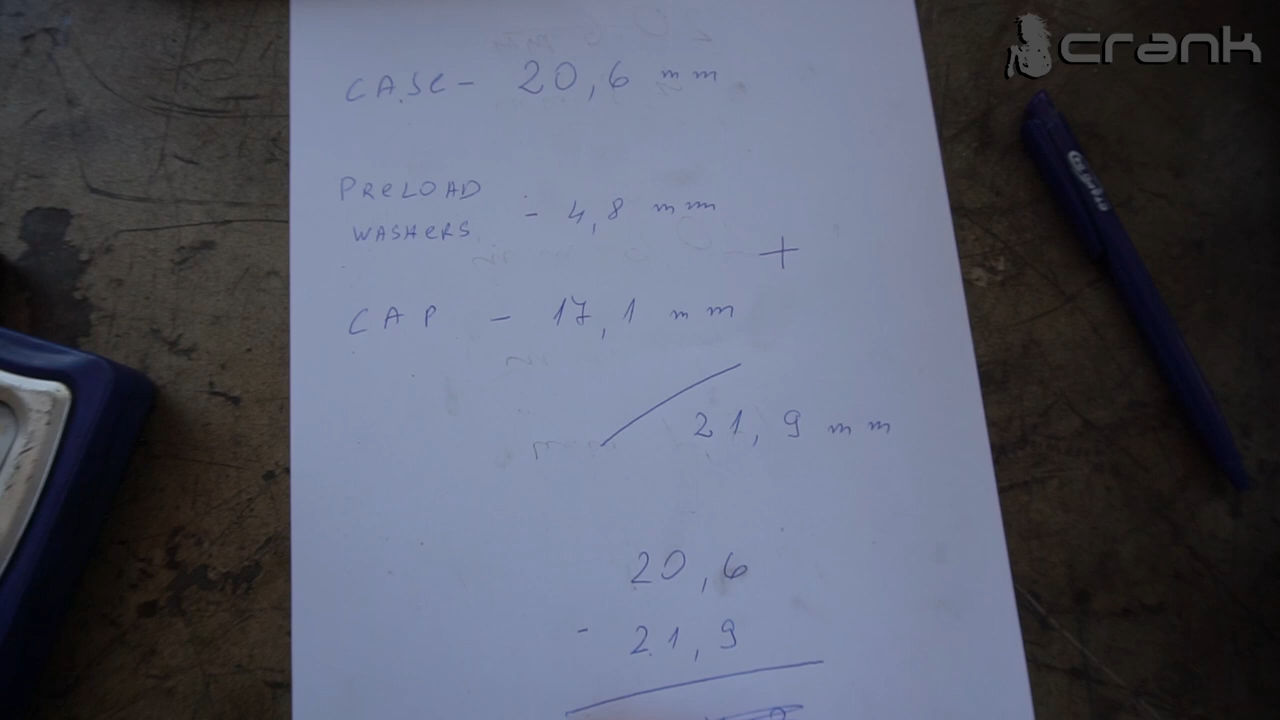 crank
CASE - 20,6 mm
PRELOAD
WASHERS - 4,8 mm
+
CAP - 17,1 mm
21,9 mm
20,6
- 21,9